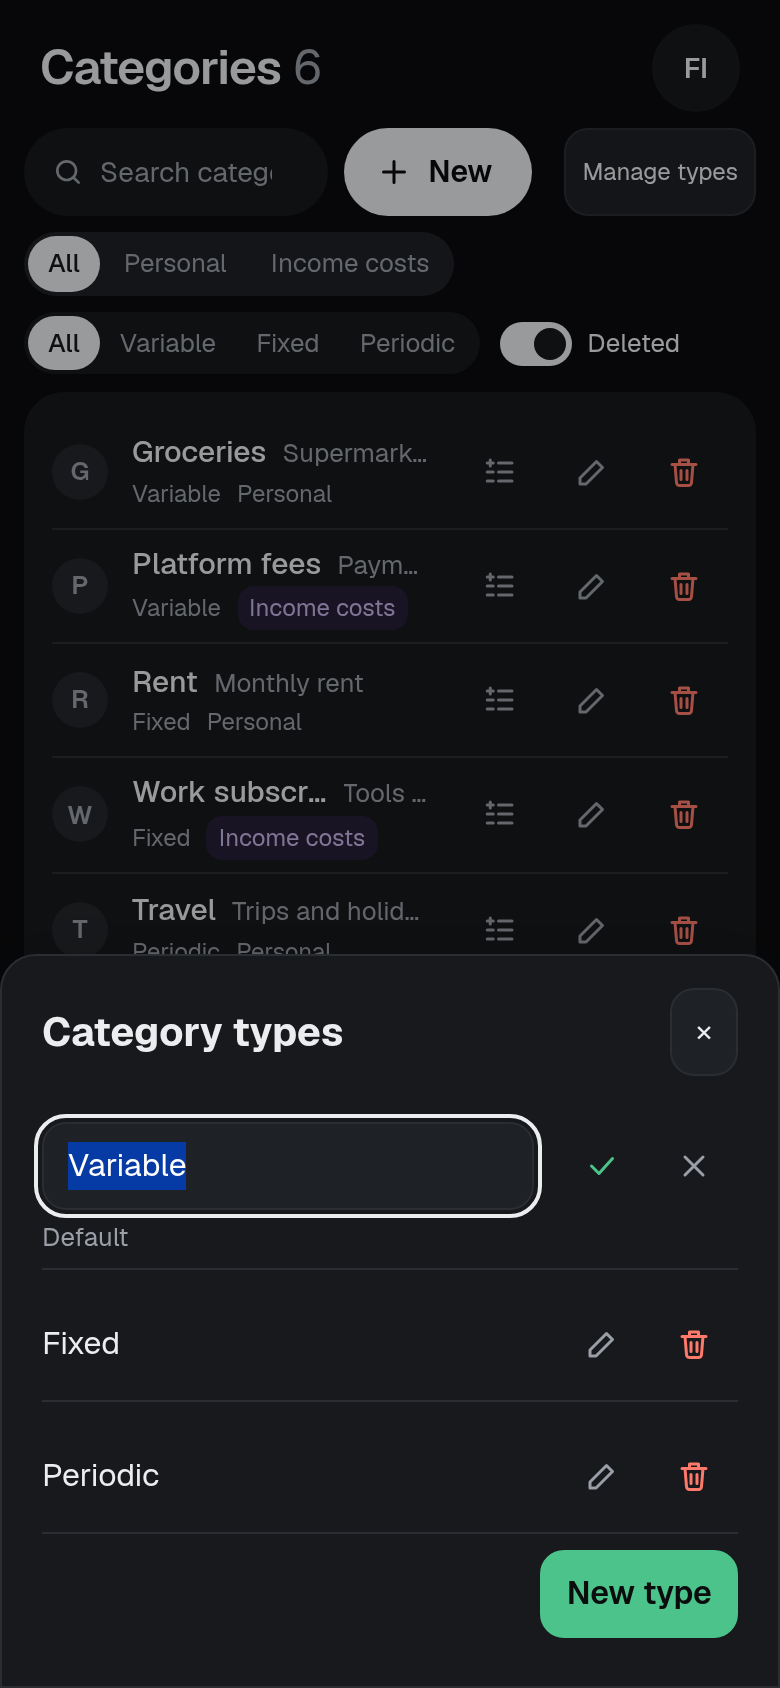 Categories 6
FI
Search categ
New
Manage types
All Personal Income costs
All Variable Fixed Periodic Deleted
G
Groceries Supermark...
Variable Personal
P
Platform fees Paym...
Variable Income costs
R
Rent Monthly rent
Fixed Personal
W
Work subscr... Tools ...
Fixed Income costs
T
Travel Trips and holid...
Periodic Personal
Category types
Variable
Default
Fixed
Periodic
New type